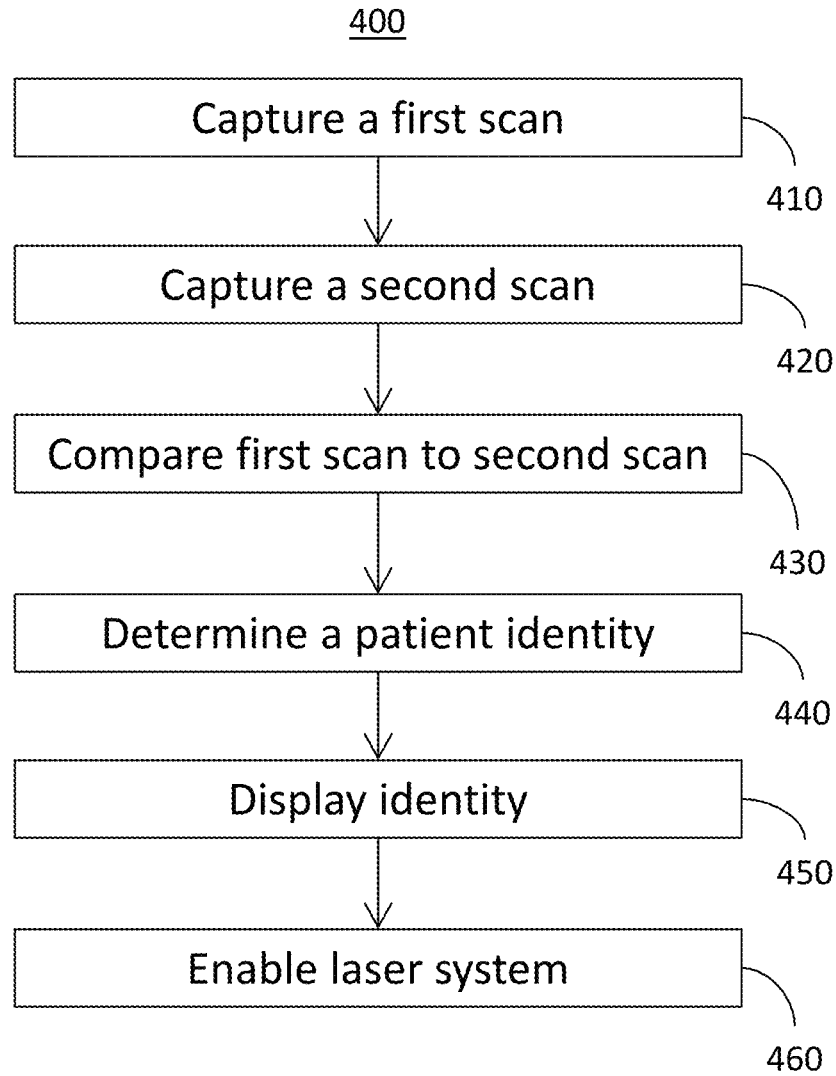 400
Capture a first scan
410
Capture a second scan
420
Compare first scan to second scan
430
Determine a patient identity
440
Display identity
450
Enable laser system
460